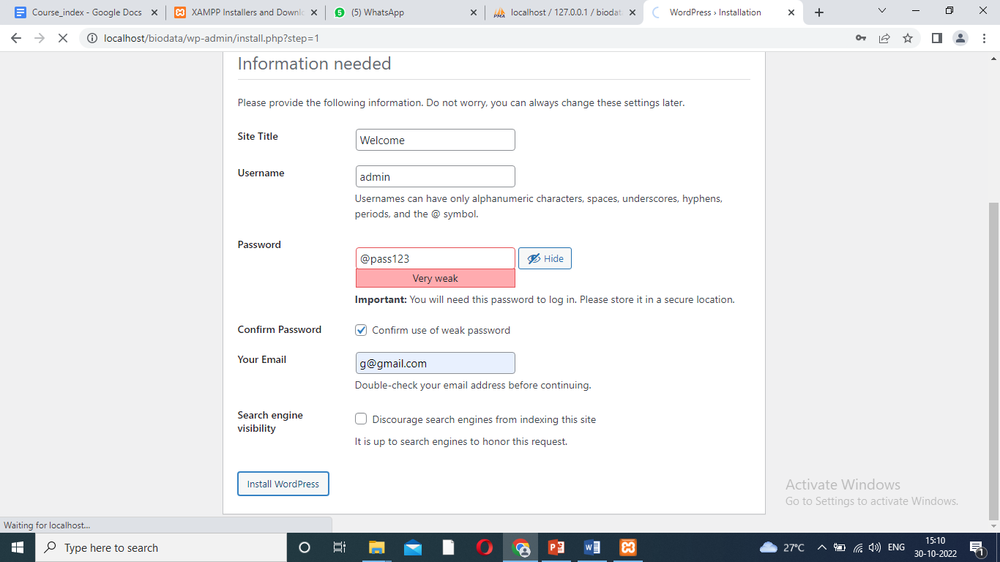 Course_index - Google Docs
XAMPP Installers and Downl
(5) WhatsApp
localhost / 127.0.0.1 / biodat
WordPress › Installation
localhost/biodata/wp-admin/install.php?step=1
Information needed
Please provide the following information. Do not worry, you can always change these settings later.
Site Title
Welcome
Username
admin
Usernames can have only alphanumeric characters, spaces, underscores, hyphens,
periods, and the @ symbol.
Password
@pass123
Hide
Very weak
Important: You will need this password to log in. Please store it in a secure location.
Confirm Password
Confirm use of weak password
Your Email
g@gmail.com
Double-check your email address before continuing.
Search engine
visibility
Discourage search engines from indexing this site
It is up to search engines to honor this request.
Install WordPress
Activate Windows
Go to Settings to activate Windows.
Waiting for localhost...
Type here to search
27°C
ENG
15:10
30-10-2022
1